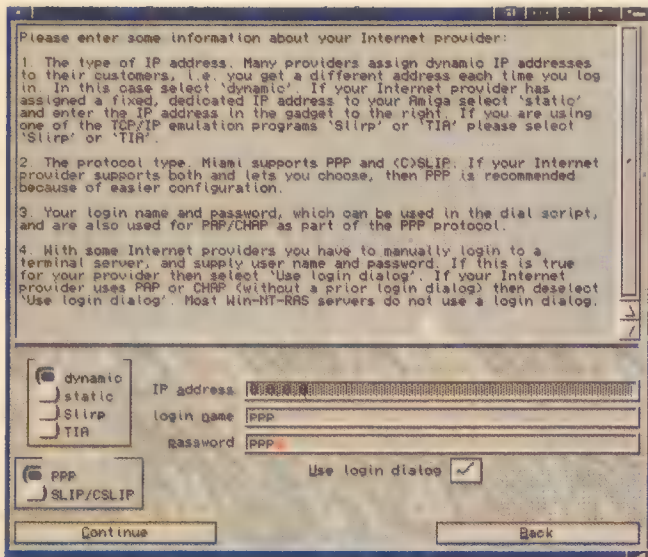 Please enter some information about your Internet provider:
1. The type of IP address. Many providers assign dynamic IP addresses
to their customers, i.e. you get a different address each time you log
in. In this case select 'dynamic'. If your Internet provider has
assigned a fixed, dedicated IP address to your Amiga select 'static'
and enter the IP address in the gadget to the right. If you are using
one of the TCP/IP emulation programs 'Slirp' or 'TIA' please select
'Slirp' or 'TIA'.
2. The protocol type. Miami supports PPP and (C)SLIP. If your Internet
provider supports both and lets you choose, then PPP is recommended
because of easier configuration.
3. Your login name and password, which can be used in the dial script,
and are also used for PAP/CHAP as part of the PPP protocol.
4. With some Internet providers you have to manually login to a
terminal server, and supply user name and password. If this is true
for your provider then select 'Use login dialog'. If your Internet
provider uses PAP or CHAP (without a prior login dialog) then deselect
'Use login dialog'. Most Win-NT-RAS servers do not use a login dialog.
dynamic
static
Slirp
TIA
IP address 0.0.0.0
login name PPP
Password PPP
Use login dialog
PPP
SLIP/CSLIP
Continue
Back